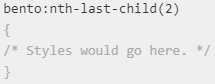 bento:nth-last-child(2)
{
/* Styles would go here. */
}